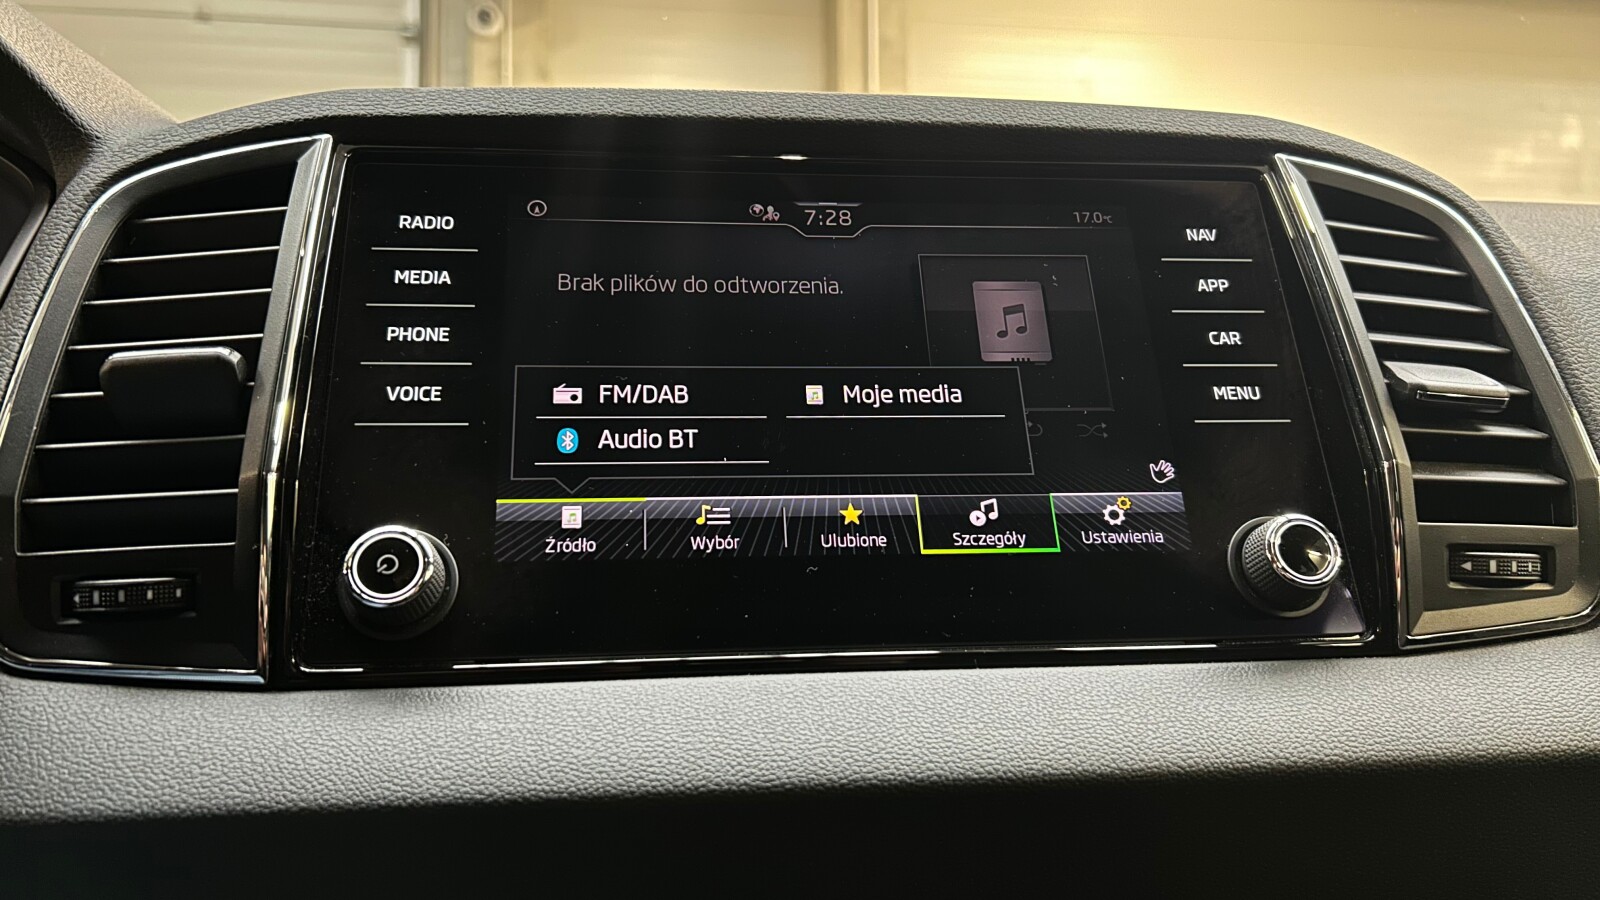 RADIO
MEDIA
PHONE
VOICE
7:28
17.0°C
Brak plików do odtworzenia.
FM/DAB
Moje media
Audio BT
Źródło
Wybór
Ulubione
Szczegóły
Ustawienia
NAV
APP
CAR
MENU